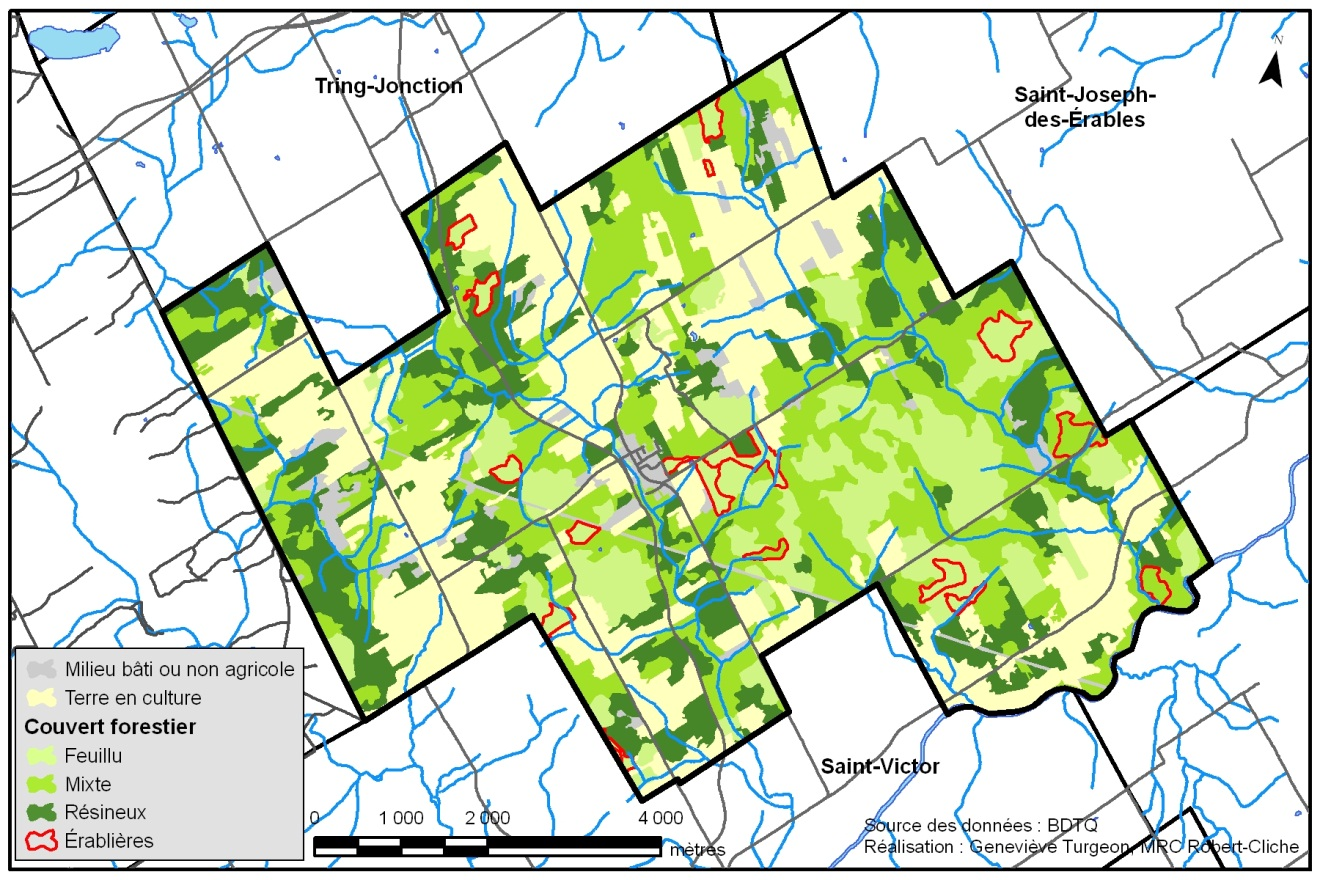 Tring-Jonction
Saint-Joseph-
des-Érables
N
Milieu bâti ou non agricole
Terre en culture
Couvert forestier
Feuillu
Mixte
Résineux
Érablières
0 1 000 2 000 4 000
mètres
Saint-Victor
Source des données : BDTQ
Réalisation : Geneviève Turgeon, MRC Robert-Cliche